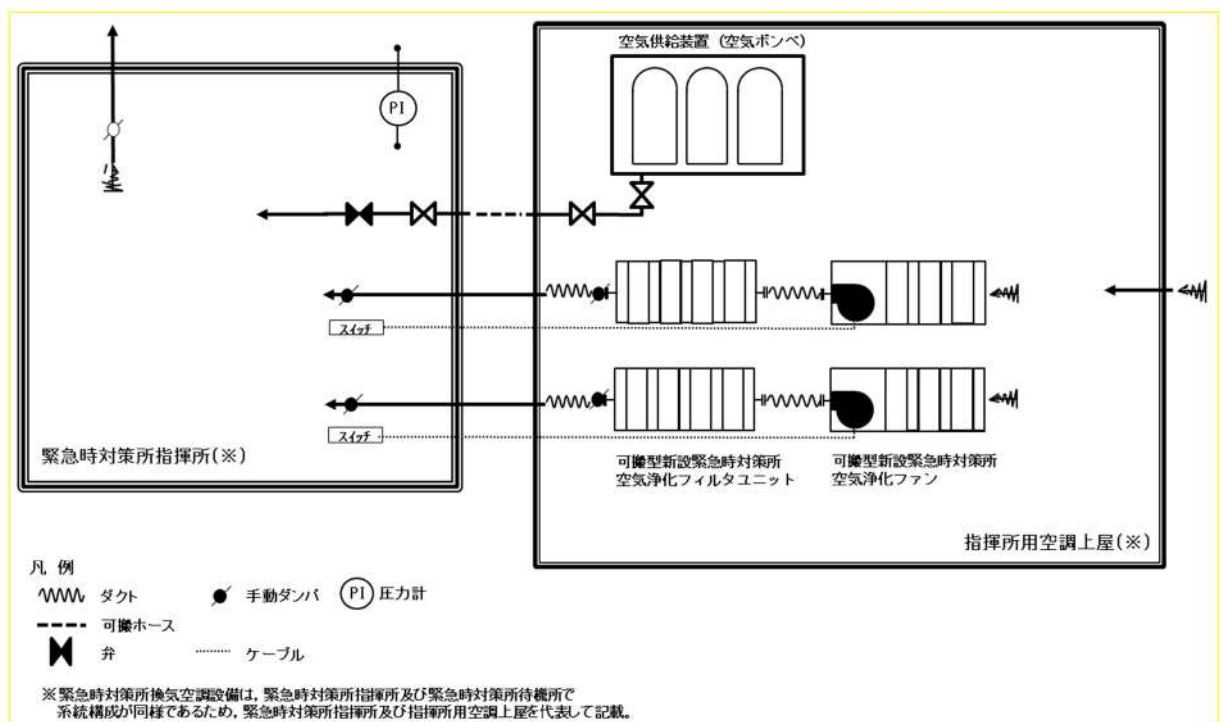 空気供給装置（空気ボンベ）
PI
スイッチ
スイッチ
緊急時対策所指揮所(※)
可搬型新設緊急時対策所
空気浄化フィルタユニット
可搬型新設緊急時対策所
空気浄化ファン
指揮所用空調上屋(※)
凡 例
ダクト
手動ダンパ
PI 圧力計
可搬ホース
弁
ケーブル
※緊急時対策所換気空調設備は，緊急時対策所指揮所及び緊急時対策所待機所で
系統構成が同様であるため，緊急時対策所指揮所及び指揮所用空調上屋を代表して記載。